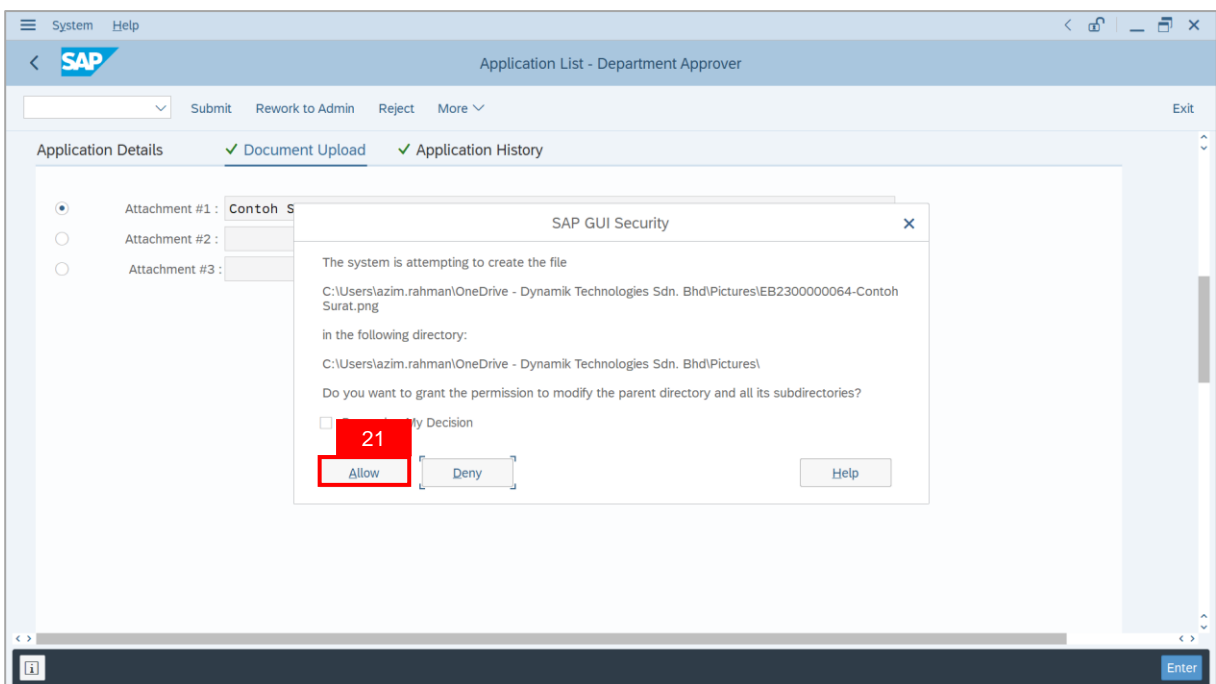 System Help
SAP
Application List - Department Approver
Submit Rework to Admin Reject More Exit
Application Details Document Upload Application History
Attachment #1 : Contoh S
Attachment #2 :
Attachment #3 :
SAP GUI Security
The system is attempting to create the file
C:\Users\azim.rahman\OneDrive - Dynamik Technologies Sdn. Bhd\Pictures\EB2300000064-Contoh
Surat.png
in the following directory:
C:\Users\azim.rahman\OneDrive - Dynamik Technologies Sdn. Bhd\Pictures\
Do you want to grant the permission to modify the parent directory and all its subdirectories?
My Decision
21
Allow Deny Help
Enter